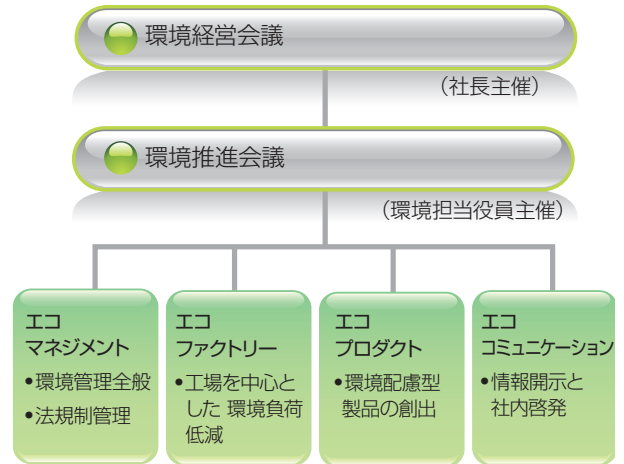 環境経営会議
（社長主催）
環境推進会議
（環境担当役員主催）
エコ
マネジメント
•環境管理全般
•法規制管理
エコ
ファクトリー
•工場を中心と
した 環境負荷
低減
エコ
プロダクト
•環境配慮型
製品の創出
エコ
コミュニケーション
•情報開示と
社内啓発